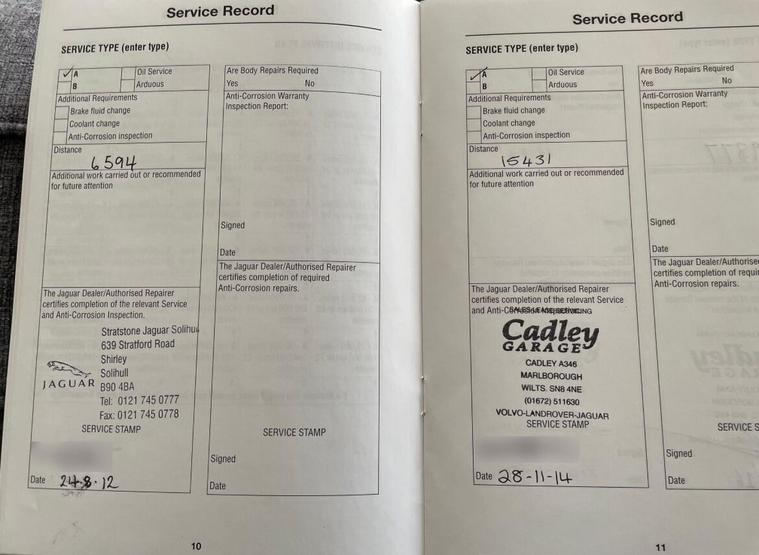 Service Record
SERVICE TYPE (enter type)
A
B
Oil Service
Arduous
Additional Requirements
Brake fluid change
Coolant change
Anti-Corrosion inspection
Distance
6594
Additional work carried out or recommended
for future attention
The Jaguar Dealer/Authorised Repairer
certifies completion of the relevant Service
and Anti-Corrosion Inspection.
Stratstone Jaguar Solihu
639 Stratford Road
Shirley
Solihull
JAGUAR B90 4BA
Tel: 0121 745 0777
Fax: 0121 745 0778
SERVICE STAMP
Date 24-8-12
Are Body Repairs Required
Yes No
Anti-Corrosion Warranty
Inspection Report:
Signed
Date
The Jaguar Dealer/Authorised Repairer
certifies completion of required
Anti-Corrosion repairs.
SERVICE STAMP
Signed
Date
10
Service Record
SERVICE TYPE (enter type)
A
B
Oil Service
Arduous
Additional Requirements
Brake fluid change
Coolant change
Anti-Corrosion inspection
Distance
15431
Additional work carried out or recommended
for future attention
The Jaguar Dealer/Authorised Repairer
certifies completion of the relevant Service
Cadley
GARAGE
CADLEY A346
MARLBOROUGH
WILTS. SN8 4NE
(01672) 511630
VOLVO-LANDROVER-JAGUAR
SERVICE STAMP
Date 28-11-14
Are Body Repairs Required
Yes No
Anti-Corrosion Warranty
Inspection Report:
Signed
Date
The Jaguar Dealer/Authorise
certifies completion of requi
Anti-Corrosion repairs.
SERVICE S
Signed
Date
11